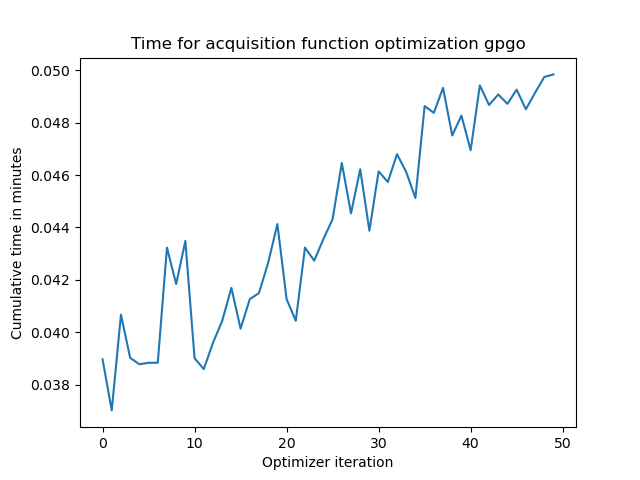 Time for acquisition function optimization gpgo
0.050
0.048
0.046
0.044
0.042
0.040
0.038
Cumulative time in minutes
0 10 20 30 40 50
Optimizer iteration